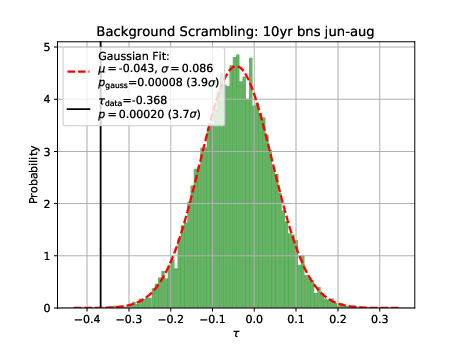 Background Scrambling: 10yr bns jun-aug
Gaussian Fit:
μ=-0.043, σ=0.086
p_gauss=0.00008 (3.9σ)
τ_data=-0.368
p=0.00020 (3.7σ)
Probability
5
4
3
2
1
0
−0.4 −0.3 −0.2 −0.1 0.0 0.1 0.2 0.3
τ